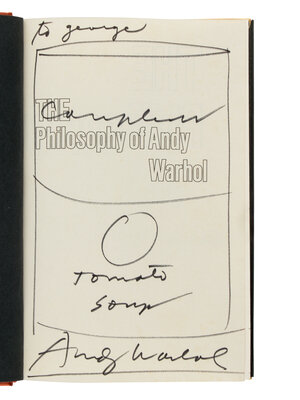 to george
Campbells
THE
Philosophy of Andy
Warhol
tomato
soup
Andy Warhol